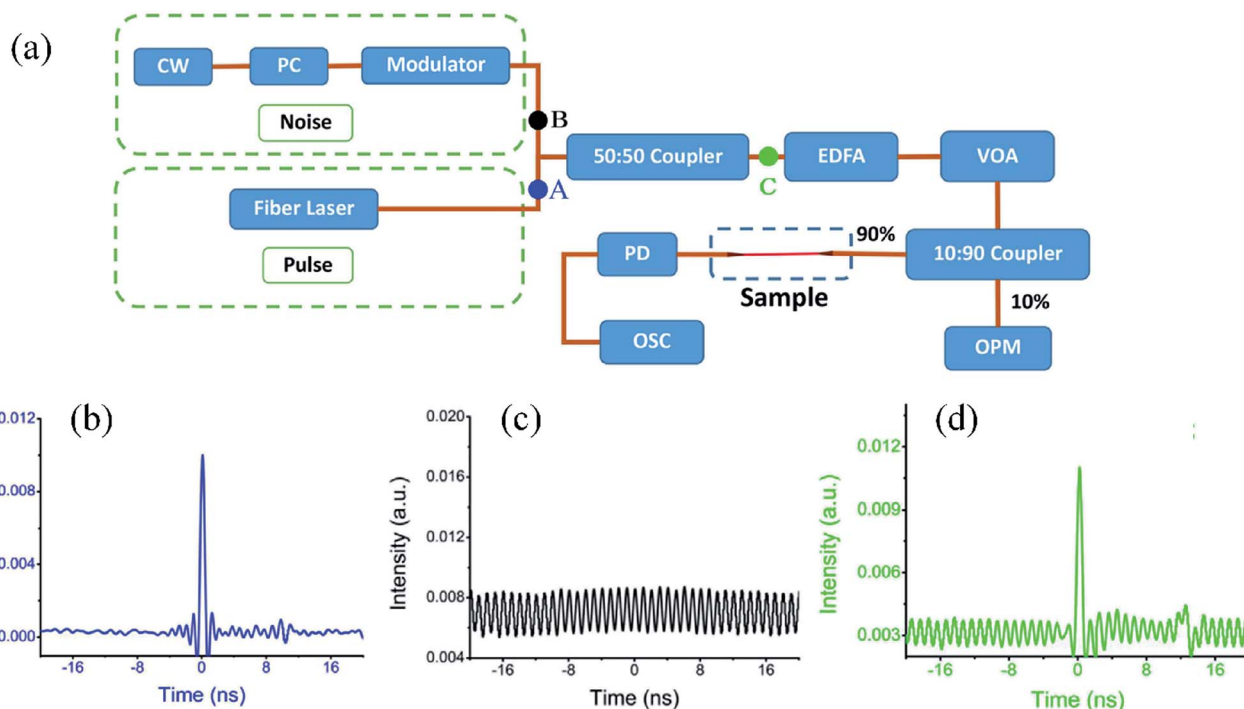 (a)
CW
PC
Modulator
Noise
B
50:50 Coupler
EDFA
VOA
C
A
Fiber Laser
Pulse
90%
PD
10:90 Coupler
Sample
10%
OSC
OPM
(b)
0.012
0.008
0.004
0.000
-16 -8 0 8 16
Time (ns)
(c)
Intensity (a.u.)
0.020
0.016
0.012
0.008
0.004
-16 -8 0 8 16
Time (ns)
(d)
Intensity (a.u.)
0.012
0.009
0.006
0.003
-16 -8 0 8 16
Time (ns)